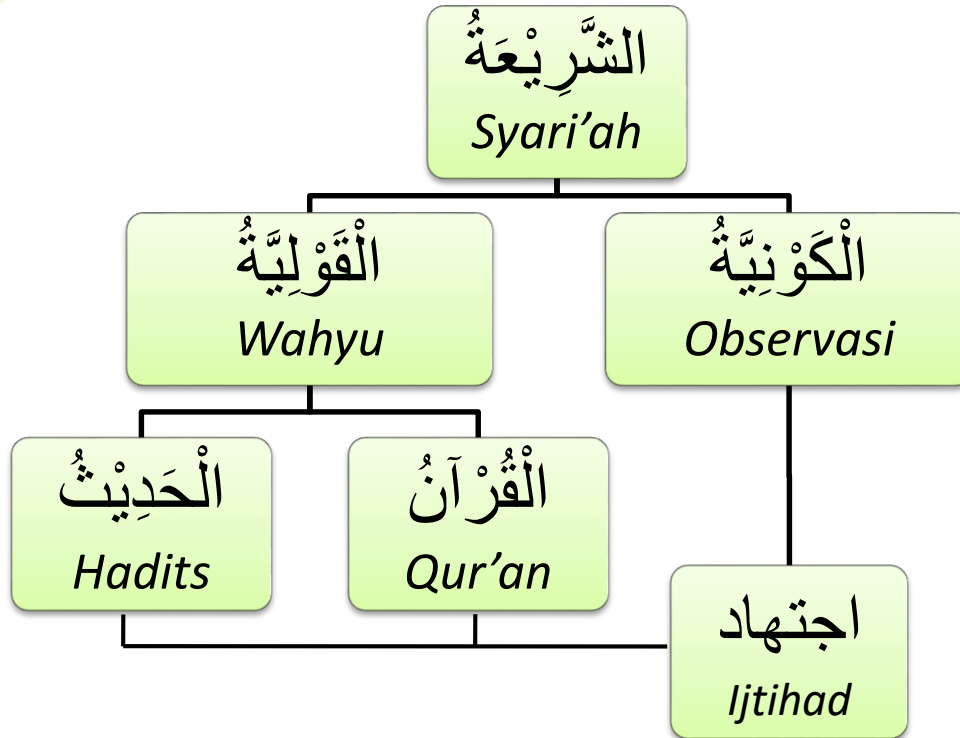 الشَّرِيْعَةُ
Syari’ah
الْقَوْلِيَّةُ
Wahyu
الْكَوْنِيَّةُ
Observasi
الْحَدِيْثُ
Hadits
الْقُرْآنُ
Qur’an
اجتهاد
Ijtihad